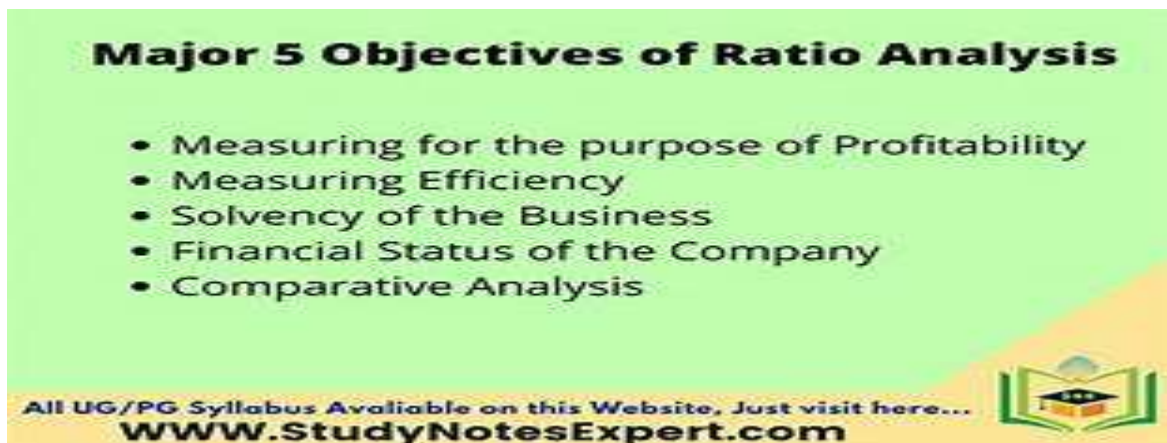 Major 5 Objectives of Ratio Analysis
• Measuring for the purpose of Profitability
• Measuring Efficiency
• Solvency of the Business
• Financial Status of the Company
• Comparative Analysis
All UG/PG Syllabus Avaliable on this Website, Just visit here...
WWW.StudyNotesExpert.com